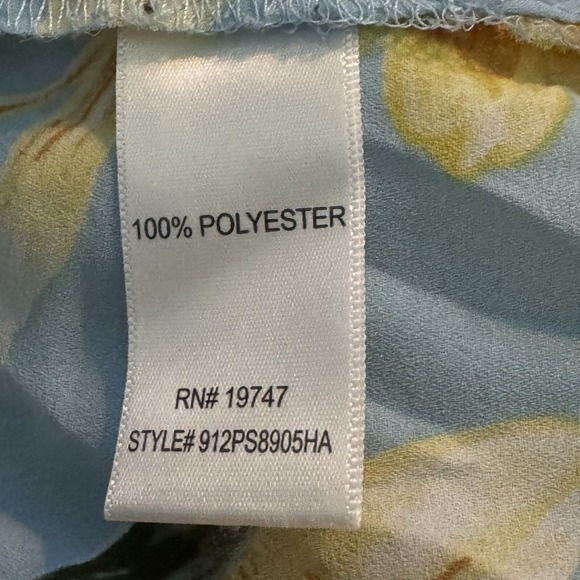 100% POLYESTER
RN# 19747
STYLE# 912PS8905HA